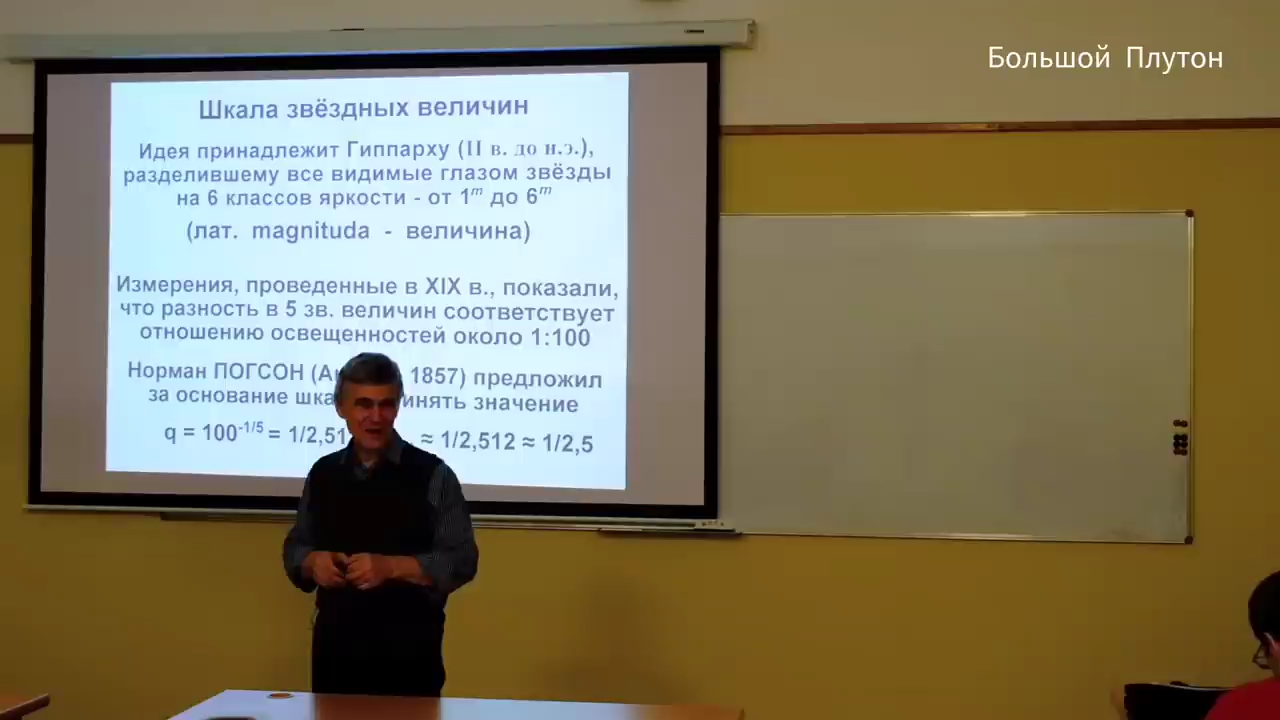 Большой Плутон
Шкала звёздных величин
Идея принадлежит Гиппарху (II в. до н.э.),
разделившему все видимые глазом звёзды
на 6 классов яркости - от 1ᵐ до 6ᵐ
(лат. magnituda - величина)
Измерения, проведенные в XIX в., показали,
что разность в 5 зв. величин соответствует
отношению освещенностей около 1:100
Норман ПОГСОН 1857) предложил
за основание значение
q = 100⁻¹/⁵ = 1/2,51 ≈ 1/2,512 ≈ 1/2,5